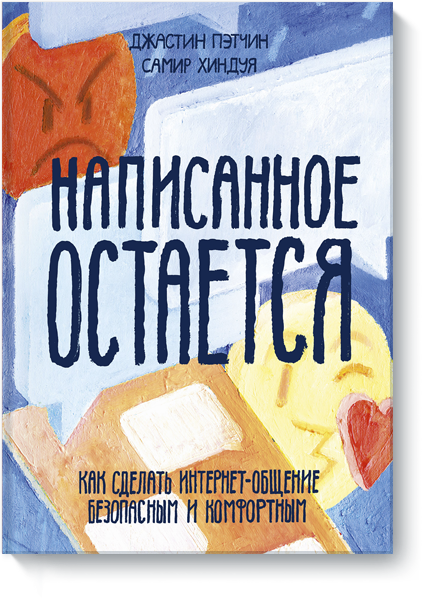 ДЖАСТИН ПЭТЧИН
САМИР ХИНДУЯ
НАПИСАННОЕ
ОСТАЕТСЯ
КАК СДЕЛАТЬ ИНТЕРНЕТ-ОБЩЕНИЕ
БЕЗОПАСНЫМ И КОМФОРТНЫМ